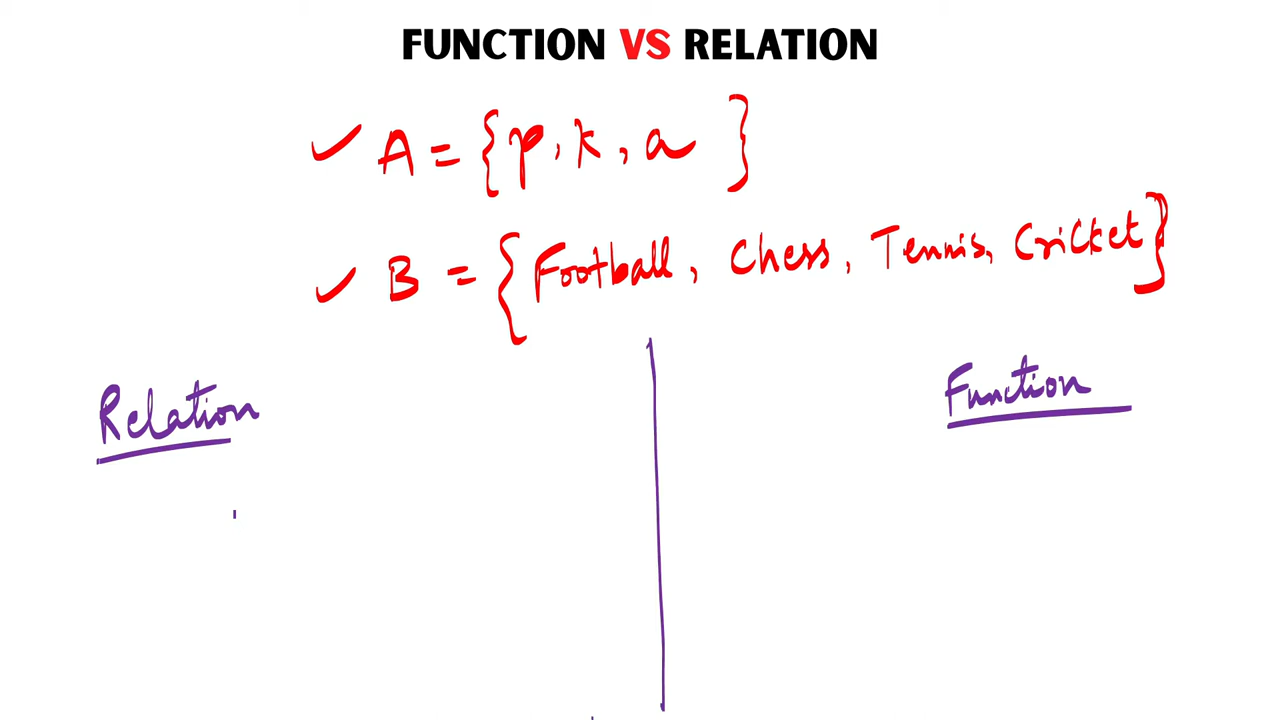 FUNCTION VS RELATION
✓ A = {p, k, a}
✓ B = {Football, Chess, Tennis, Cricket}
Relation
Function